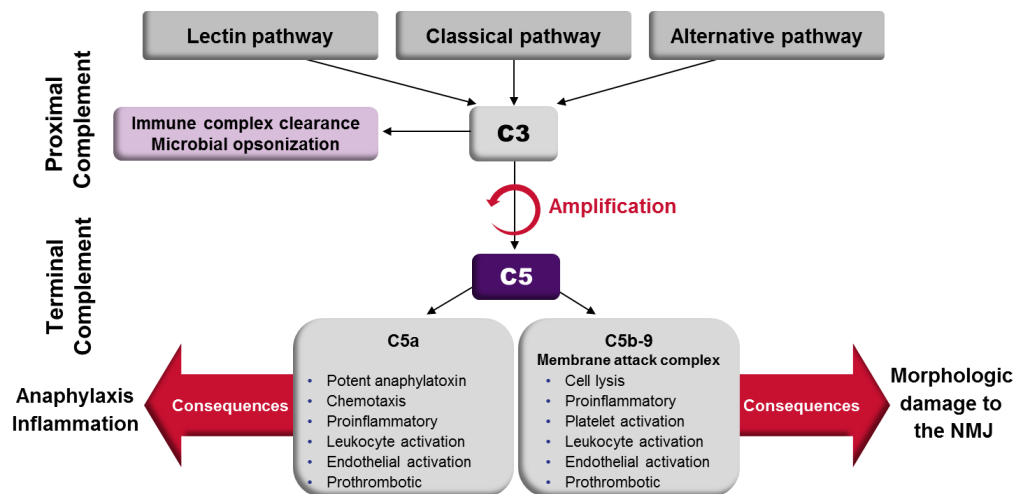 Lectin pathway
Classical pathway
Alternative pathway
Proximal
Complement
Immune complex clearance
Microbial opsonization
C3
Amplification
Terminal
Complement
C5
C5a
Potent anaphylatoxin
Chemotaxis
Proinflammatory
Leukocyte activation
Endothelial activation
Prothrombotic
C5b-9
Membrane attack complex
Cell lysis
Proinflammatory
Platelet activation
Leukocyte activation
Endothelial activation
Prothrombotic
Anaphylaxis
Inflammation
Consequences
Consequences
Morphologic
damage to
the NMJ